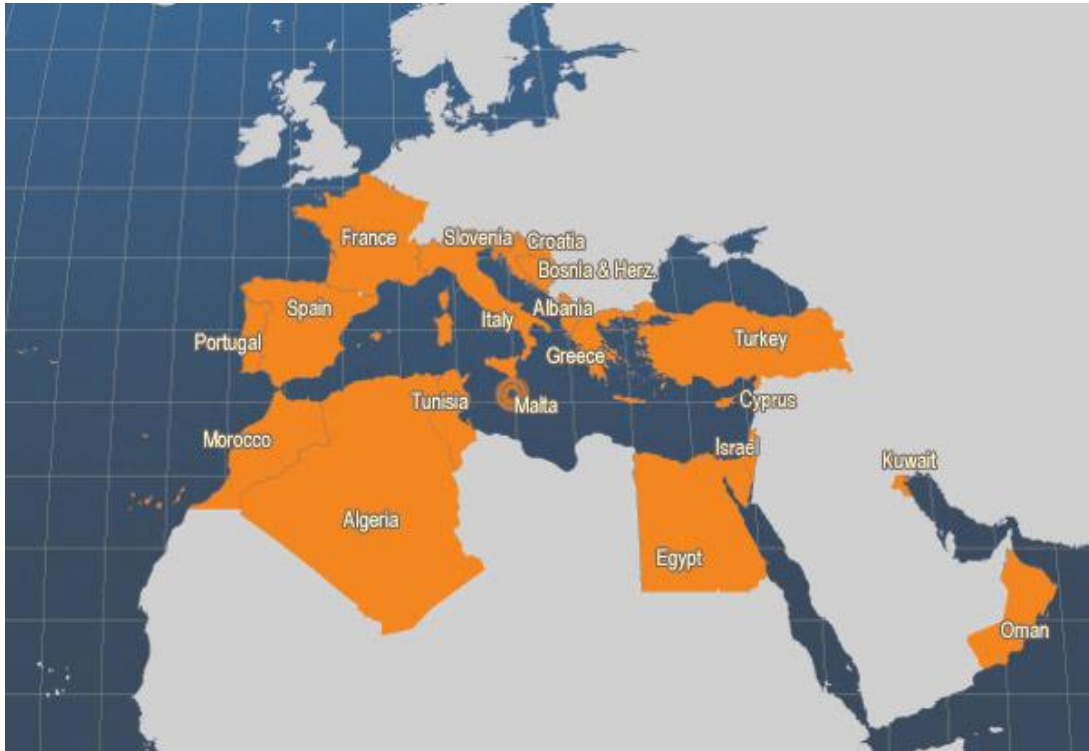 France
Slovenia
Croatia
Bosnia & Herz.
Spain
Albania
Italy
Portugal
Turkey
Greece
Tunisia
Malta
Cyprus
Morocco
Israel
Kuwait
Algeria
Egypt
Oman